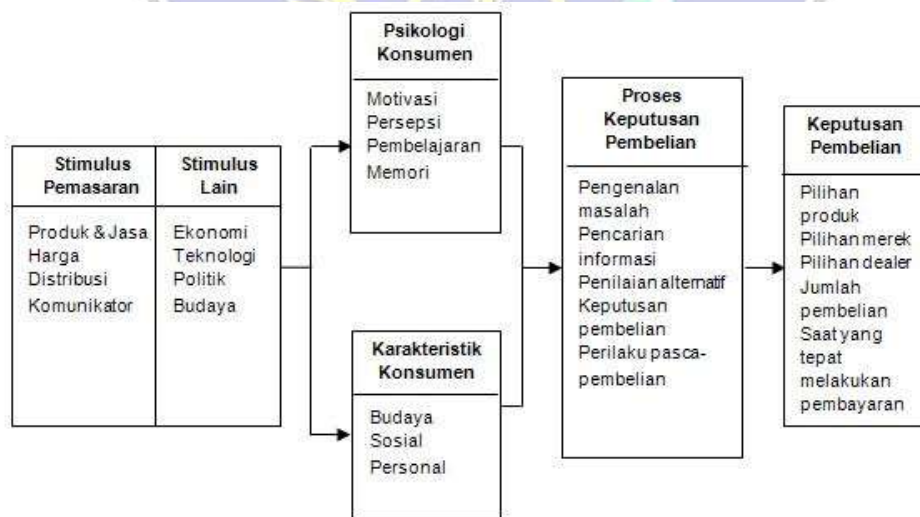 Stimulus
Pemasaran
Produk & Jasa
Harga
Distribusi
Komunikator
Stimulus
Lain
Ekonomi
Teknologi
Politik
Budaya
Psikologi
Konsumen
Motivasi
Persepsi
Pembelajaran
Memori
Karakteristik
Konsumen
Budaya
Sosial
Personal
Proses
Keputusan
Pembelian
Pengenalan
masalah
Pencarian
informasi
Penilaian alternatif
Keputusan
pembelian
Perilaku pasca-
pembelian
Keputusan
Pembelian
Pilihan
produk
Pilihan merek
Pilihan dealer
Jumlah
pembelian
Saat yang
tepat
melakukan
pembayaran